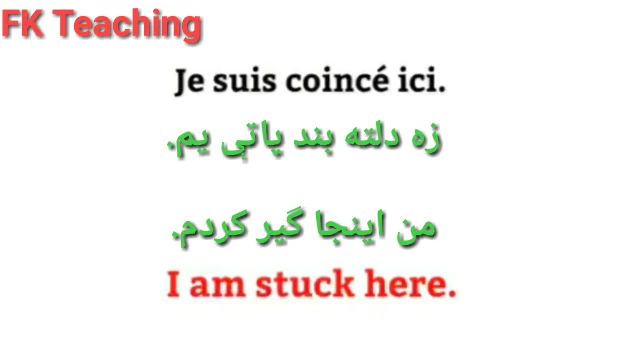 FK Teaching
Je suis coincé ici.
زه دلته بند پاتې یم.
من اینجا گیر کردم.
I am stuck here.